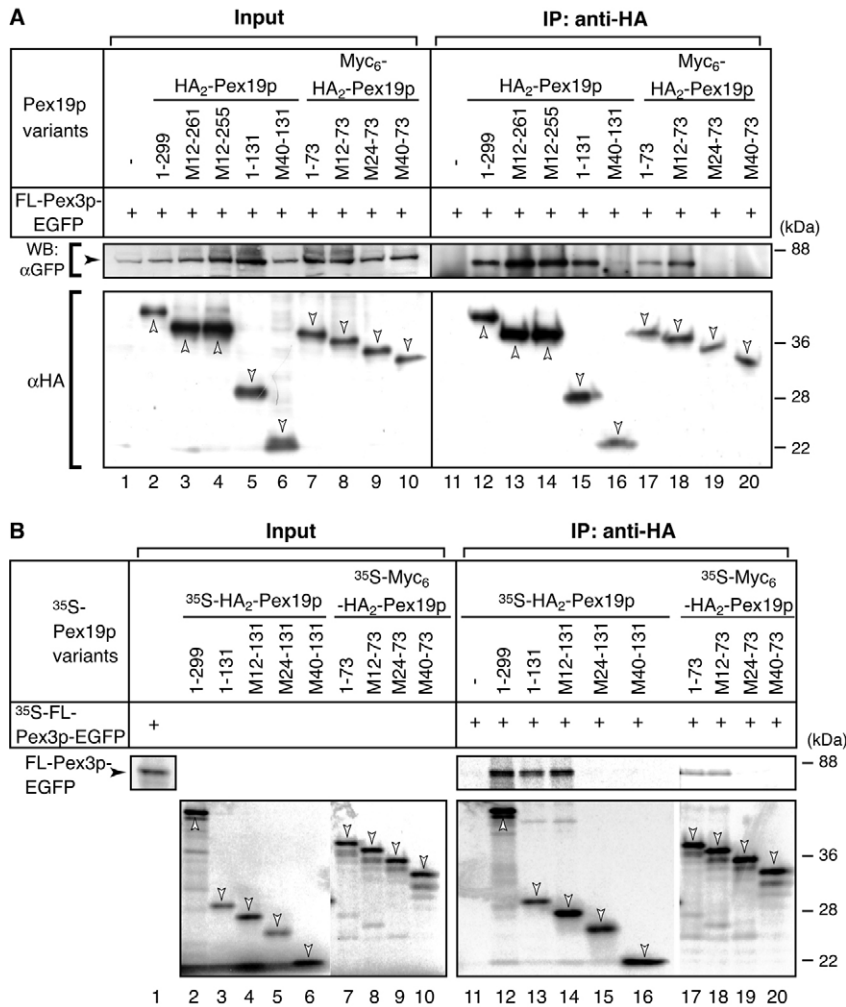 A
Input
IP: anti-HA
Pex19p
variants
HA2-Pex19p
Myc6-
HA2-Pex19p
HA2-Pex19p
Myc6-
HA2-Pex19p
-
1-299
M12-261
M12-255
1-131
M40-131
1-73
M12-73
M24-73
M40-73
-
1-299
M12-261
M12-255
1-131
M40-131
1-73
M12-73
M24-73
M40-73
FL-Pex3p-
EGFP
+ + + + + + + + + + + + + + + + + + + +
(kDa)
WB:
αGFP
88
αHA
36
28
22
1 2 3 4 5 6 7 8 9 10 11 12 13 14 15 16 17 18 19 20
B
Input
IP: anti-HA
35S-
Pex19p
variants
35S-HA2-Pex19p
35S-Myc6
-HA2-Pex19p
35S-HA2-Pex19p
35S-Myc6
-HA2-Pex19p
1-299
1-131
M12-131
M24-131
M40-131
1-73
M12-73
M24-73
M40-73
-
1-299
1-131
M12-131
M24-131
M40-131
1-73
M12-73
M24-73
M40-73
35S-FL-
Pex3p-EGFP
+ + + + + + + + + + +
(kDa)
FL-Pex3p-
EGFP
88
36
28
22
1 2 3 4 5 6 7 8 9 10 11 12 13 14 15 16 17 18 19 20